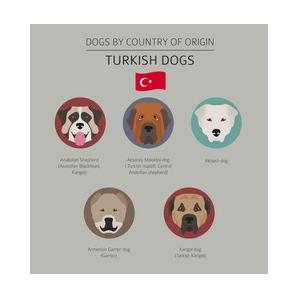 DOGS BY COUNTRY OF ORIGIN
TURKISH DOGS
Anatolian Shepherd
(Anatolian Blackhead,
Kangal)
Aksaray Malaklisi dog
( Turkish mastiff, Central
Anatolian shepherd)
Akbash dog
Armenian Gampr dog
(Gampr)
Kangal dog
(Turkish Kangal)